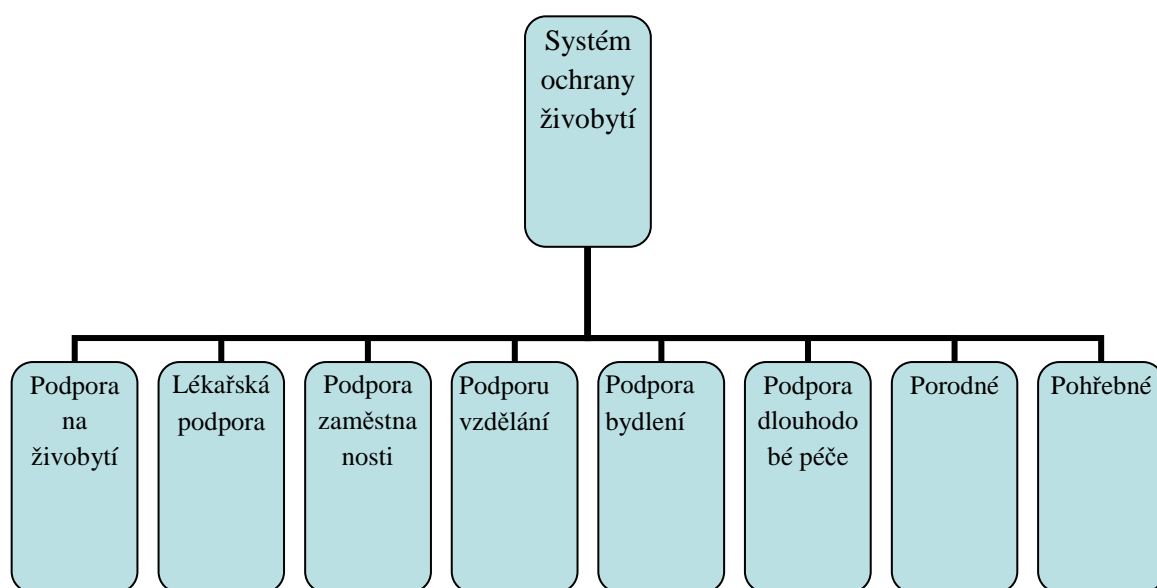 Systém
ochrany
živobytí
Podpora
na
živobytí
Lékařská
podpora
Podpora
zaměstna
nosti
Podporu
vzdělání
Podpora
bydlení
Podpora
dlouhodo
bé péče
Porodné
Pohřebné